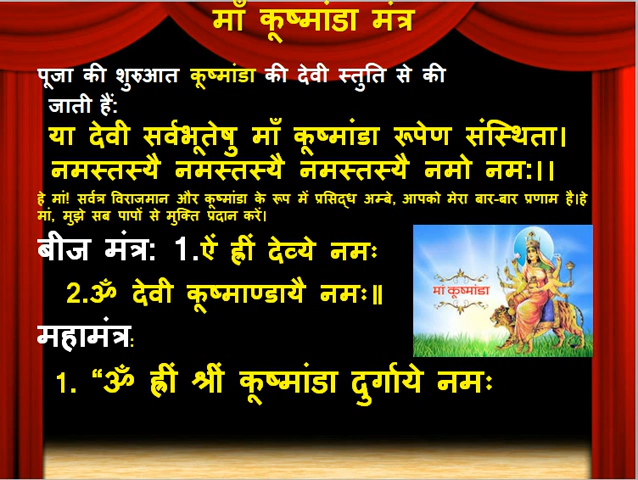 माँ कूष्मांडा मंत्र
पूजा की शुरुआत कूष्मांडा की देवी स्तुति से की
जाती हैं:
या देवी सर्वभूतेषु माँ कूष्मांडा रूपेण संस्थिता।
नमस्तस्यै नमस्तस्यै नमस्तस्यै नमो नम:।।
हे मां! सर्वत्र विराजमान और कूष्मांडा के रूप में प्रसिद्ध अम्बे, आपको मेरा बार-बार प्रणाम है।हे
मां, मुझे सब पापों से मुक्ति प्रदान करें।
बीज मंत्र: 1.ऐं ह्रीं देव्ये नमः
2.ॐ देवी कूष्माण्डायै नमः॥
मां कूष्मांडा
महामंत्र:
1. “ॐ ह्रीं श्रीं कूष्मांडा दुर्गाये नमः